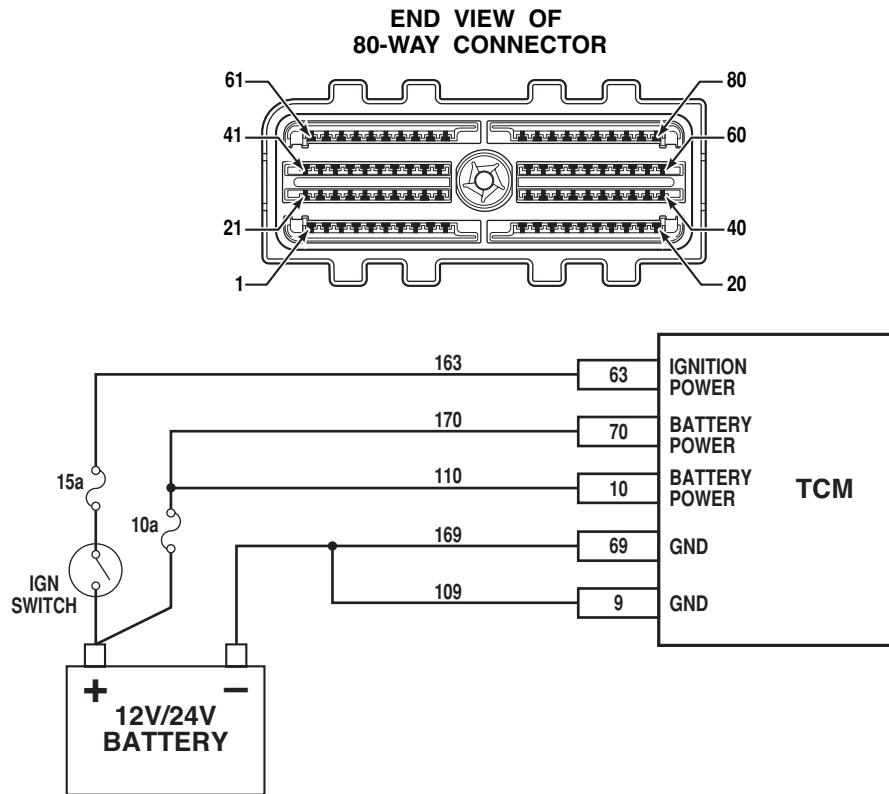 END VIEW OF
80-WAY CONNECTOR
61
80
41
60
21
40
1
20
163
63
IGNITION
POWER
170
70
BATTERY
POWER
15a
110
10
BATTERY
POWER
TCM
10a
169
69
GND
IGN
SWITCH
109
9
GND
+
−
12V/24V
BATTERY